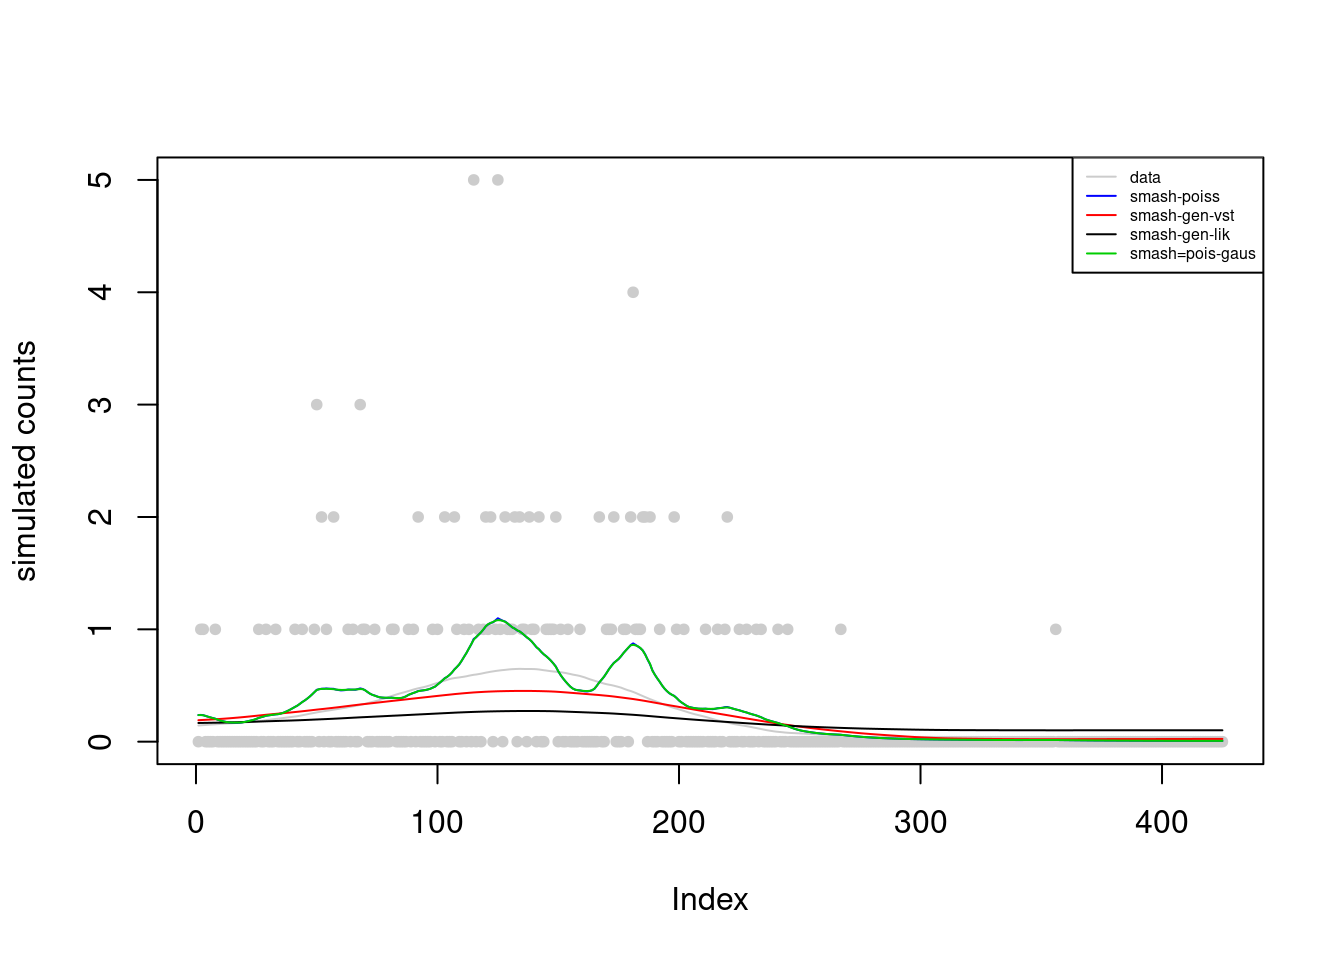 5
4
3
2
1
0
simulated counts
data
smash-poiss
smash-gen-vst
smash-gen-lik
smash=pois-gaus
0 100 200 300 400
Index